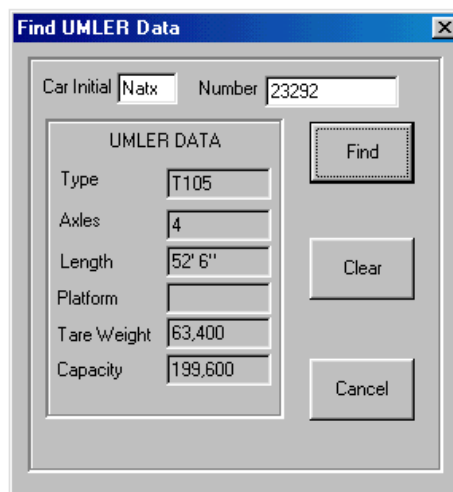 Find UMLER Data
Car Initial Natx Number 23292
UMLER DATA
Type T105
Axles 4
Length 52' 6"
Platform
Tare Weight 63,400
Capacity 199,600
Find
Clear
Cancel